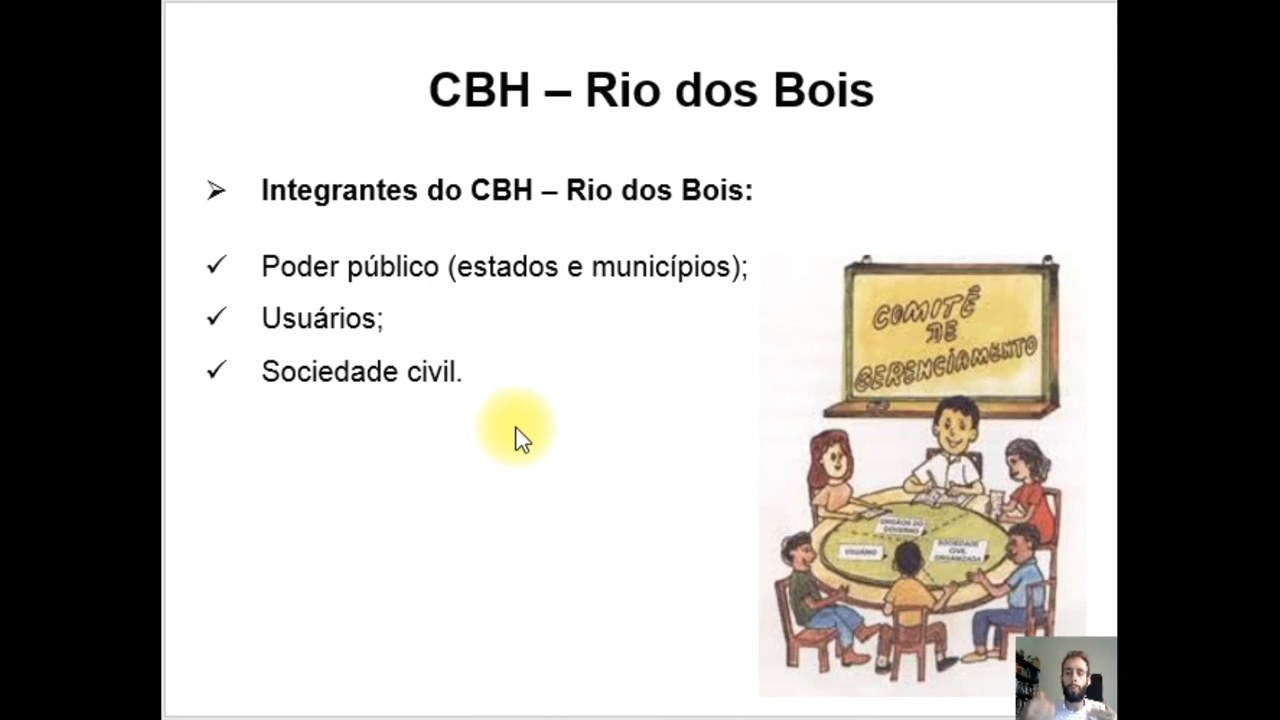 CBH – Rio dos Bois
➢ Integrantes do CBH – Rio dos Bois:
✓ Poder público (estados e municípios);
✓ Usuários;
✓ Sociedade civil.
COMITÊ
DE
GERENCIAMENTO
ORGÃOS DO
GOVERNO
USUÁRIO
SOCIEDADE
CIVIL
ORGANIZADA